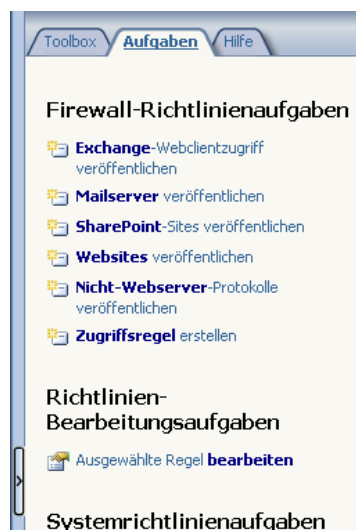 Toolbox Aufgaben Hilfe
Firewall-Richtlinienaufgaben
Exchange-Webclientzugriff
veröffentlichen
Mailserver veröffentlichen
SharePoint-Sites veröffentlichen
Websites veröffentlichen
Nicht-Webserver-Protokolle
veröffentlichen
Zugriffsregel erstellen
Richtlinien-
Bearbeitungsaufgaben
Ausgewählte Regel bearbeiten
Systemrichtlinienaufgaben